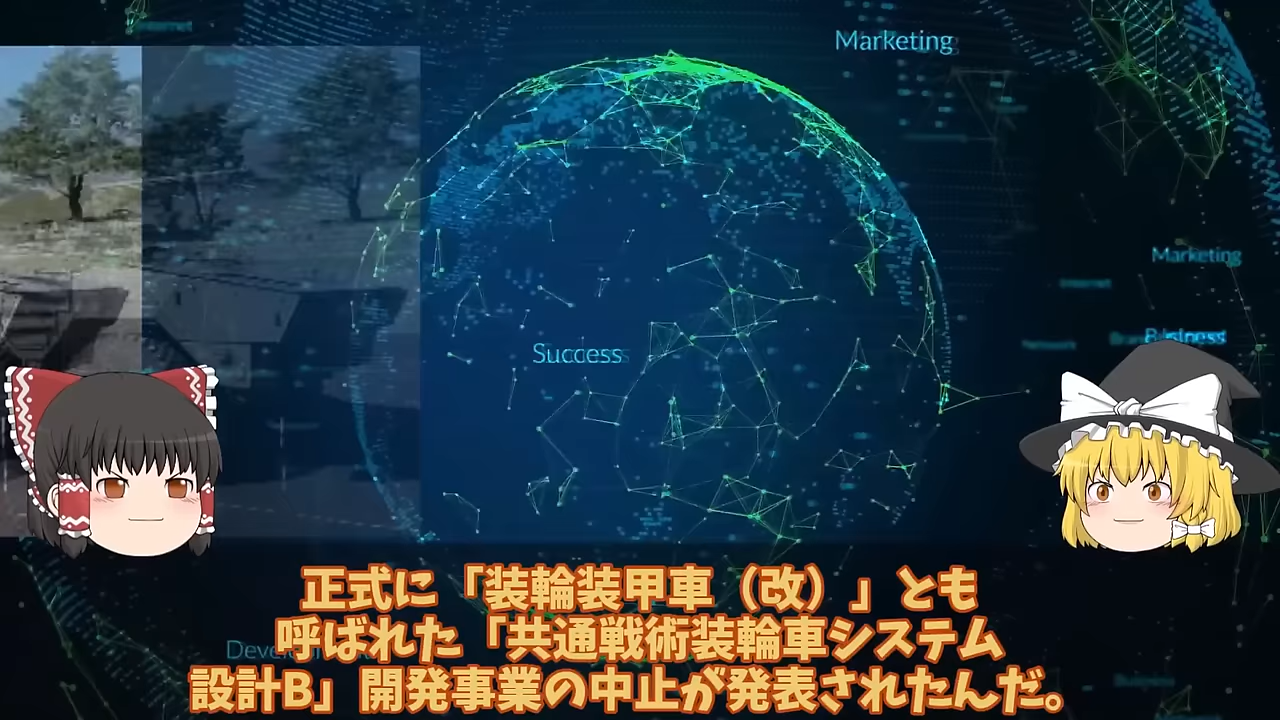 Internet
Marketing
Marketing
Success
Business
正式に「装輪装甲車（改）」とも
呼ばれた「共通戦術装輪車システム
設計B」開発事業の中止が発表されたんだ。